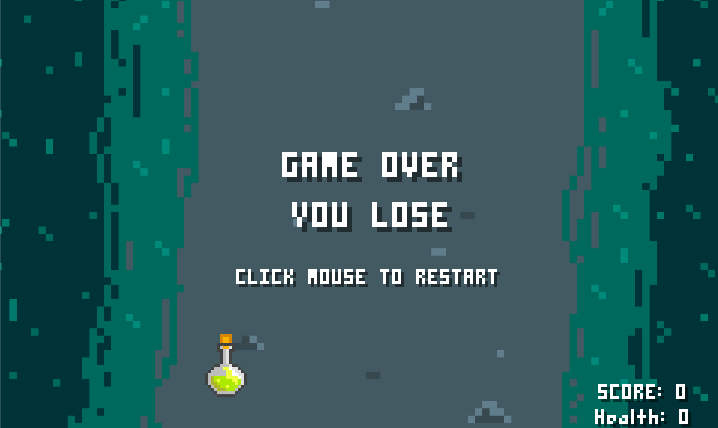 GAME OVER
YOU LOSE
CLICK MOUSE TO RESTART
SCORE: 0
Health: 0